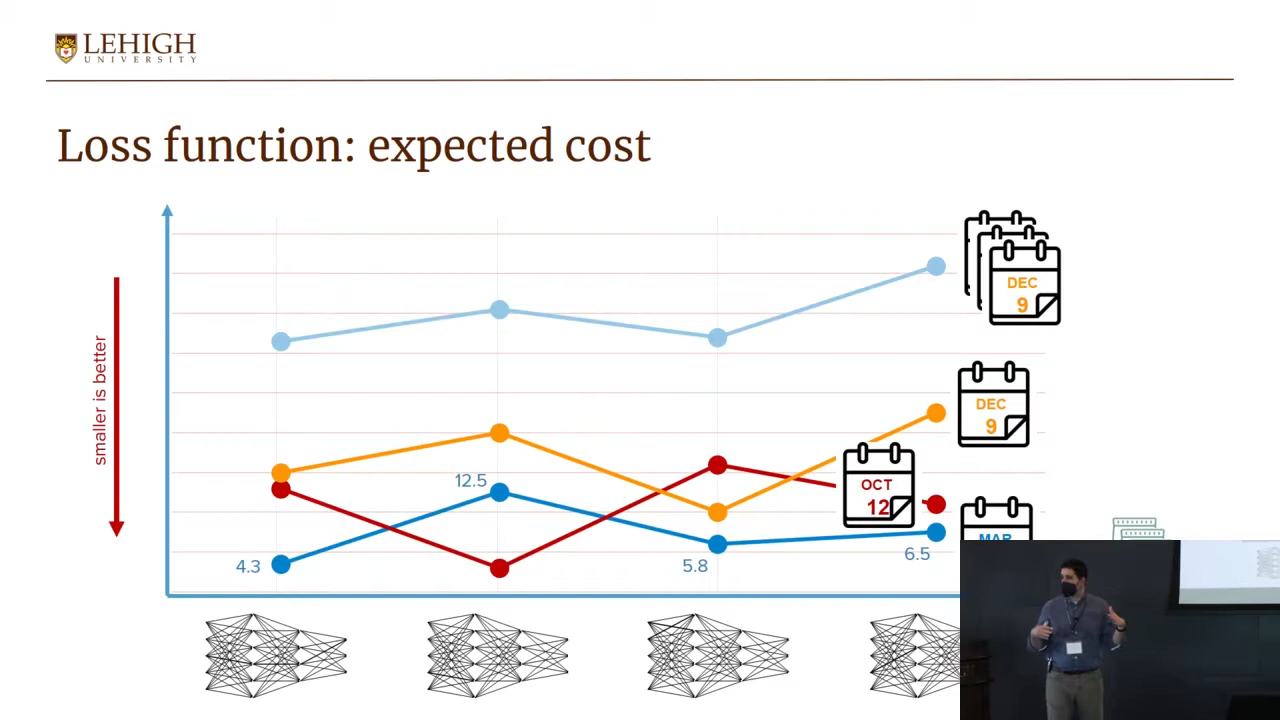 LEHIGH
UNIVERSITY
Loss function: expected cost
smaller is better
DEC
9
DEC
9
OCT
12
MAR
12.5
4.3
5.8
6.5